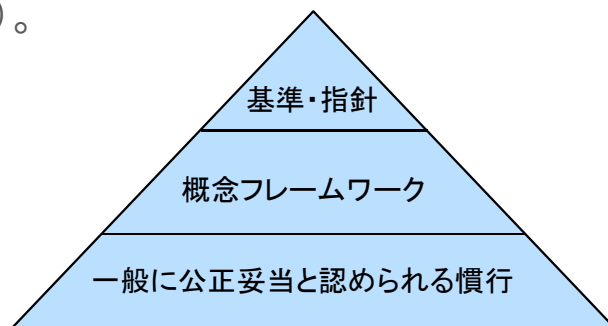 ）。
基準・指針
概念フレームワーク
一般に公正妥当と認められる慣行